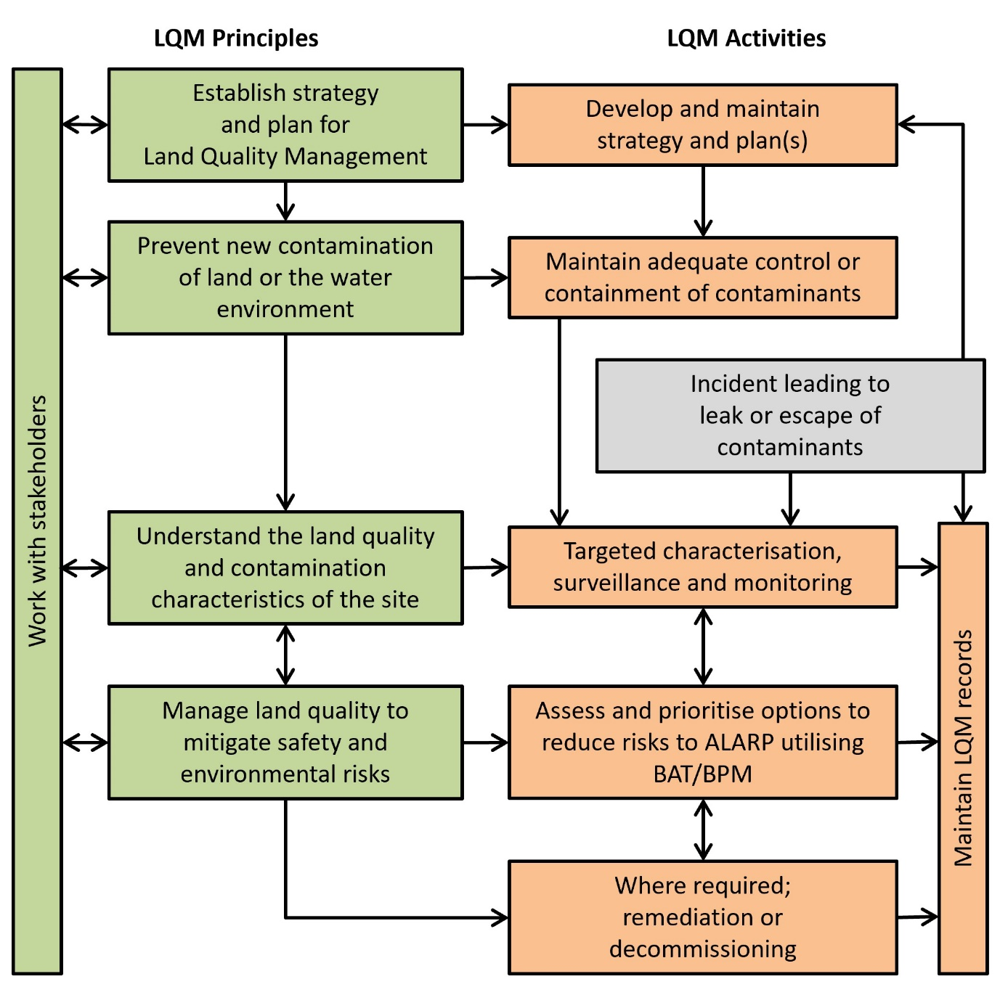 LQM Principles
LQM Activities
Work with stakeholders
Establish strategy
and plan for
Land Quality Management
Develop and maintain
strategy and plan(s)
Prevent new contamination
of land or the water
environment
Maintain adequate control or
containment of contaminants
Incident leading to
leak or escape of
contaminants
Understand the land quality
and contamination
characteristics of the site
Targeted characterisation,
surveillance and monitoring
Manage land quality to
mitigate safety and
environmental risks
Assess and prioritise options to
reduce risks to ALARP utilising
BAT/BPM
Where required;
remediation or
decommissioning
Maintain LQM records